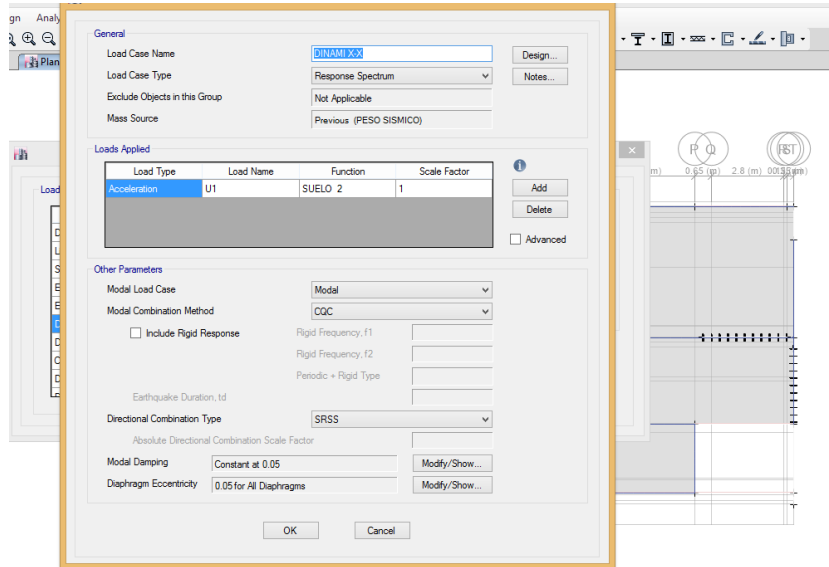 gn Analy
Plan
General
Load Case Name DINAMI X-X Design...
Load Case Type Response Spectrum Notes...
Exclude Objects in this Group Not Applicable
Mass Source Previous (PESO SISMICO)
Loads Applied
Load Type Load Name Function Scale Factor
Acceleration U1 SUELO 2 1 Add
Delete
Advanced
Other Parameters
Modal Load Case Modal
Modal Combination Method CQC
Include Rigid Response Rigid Frequency, f1
Rigid Frequency, f2
Periodic + Rigid Type
Earthquake Duration, td
Directional Combination Type SRSS
Absolute Directional Combination Scale Factor
Modal Damping Constant at 0.05 Modify/Show...
Diaphragm Eccentricity 0.05 for All Diaphragms Modify/Show...
OK Cancel
Load
P Q
m) 0.65 (m) 2.8 (m)